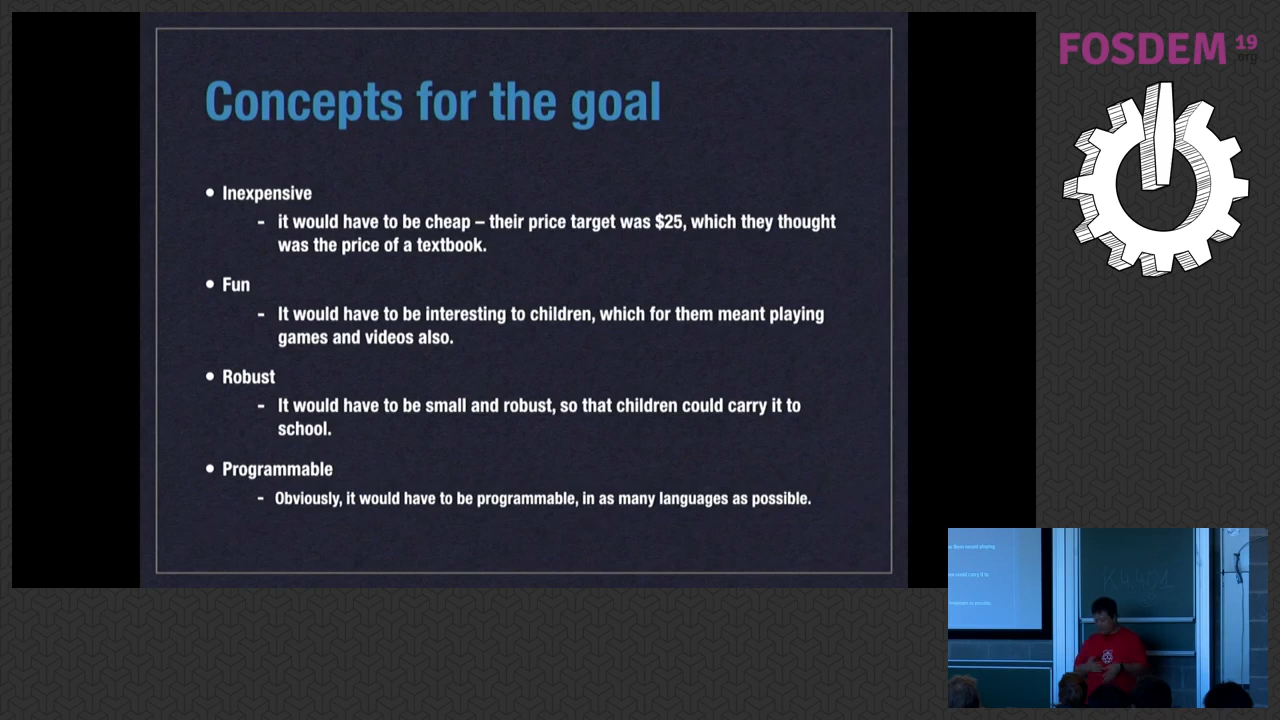 Concepts for the goal
• Inexpensive
- it would have to be cheap – their price target was $25, which they thought
was the price of a textbook.
• Fun
- It would have to be interesting to children, which for them meant playing
games and videos also.
• Robust
- It would have to be small and robust, so that children could carry it to
school.
• Programmable
- Obviously, it would have to be programmable, in as many languages as possible.
FOSDEM 19
.org